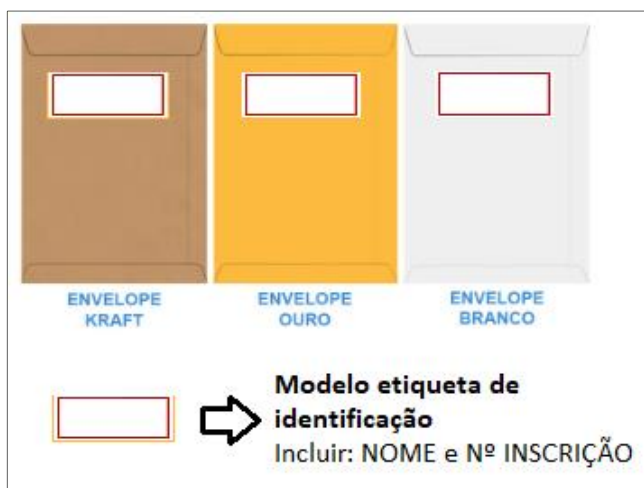 ENVELOPE
KRAFT
ENVELOPE
OURO
ENVELOPE
BRANCO
Modelo etiqueta de
identificação
Incluir: NOME e Nº INSCRIÇÃO